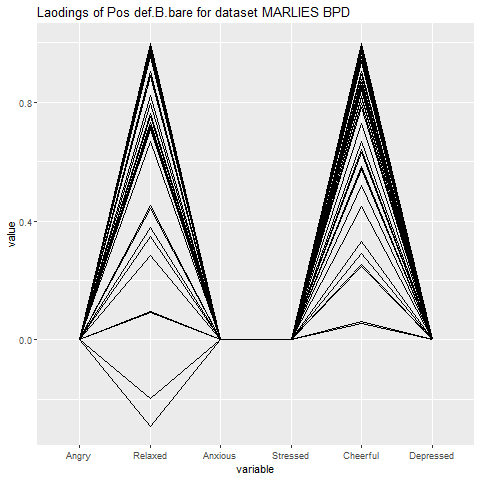 Laodings of Pos def.B.bare for dataset MARLIES BPD
value
0.8
0.4
0.0
Angry Relaxed Anxious Stressed Cheerful Depressed
variable